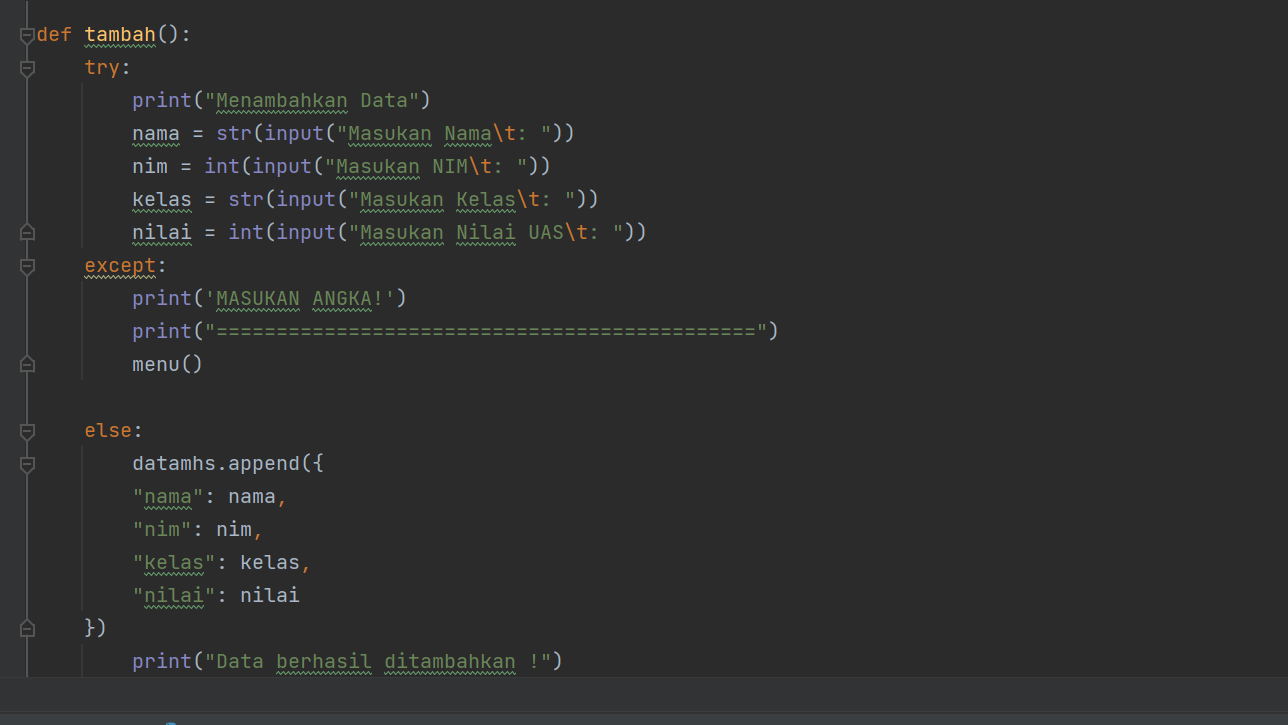 def tambah():
    try:
        print("Menambahkan Data")
        nama = str(input("Masukan Nama\t: "))
        nim = int(input("Masukan NIM\t: "))
        kelas = str(input("Masukan Kelas\t: "))
        nilai = int(input("Masukan Nilai UAS\t: "))
    except:
        print('MASUKAN ANGKA!')
        print("=============================================")
        menu()

    else:
        datamhs.append({
        "nama": nama,
        "nim": nim,
        "kelas": kelas,
        "nilai": nilai
    })
        print("Data berhasil ditambahkan !")